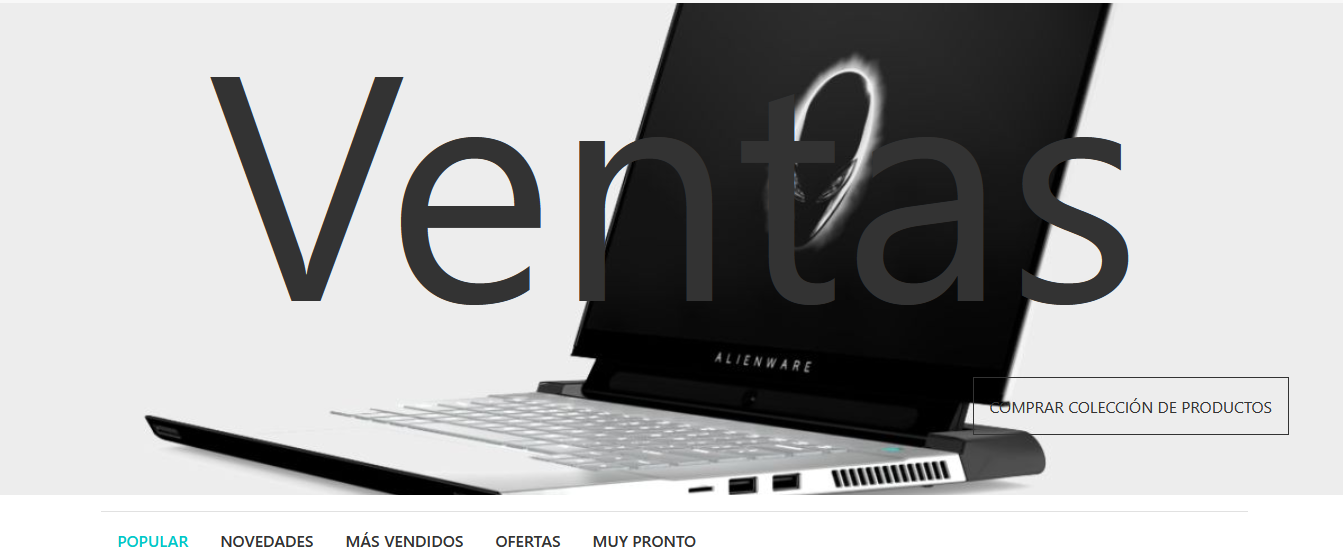 Ventas
ALIENWARE
COMPRAR COLECCIÓN DE PRODUCTOS
POPULAR NOVEDADES MÁS VENDIDOS OFERTAS MUY PRONTO